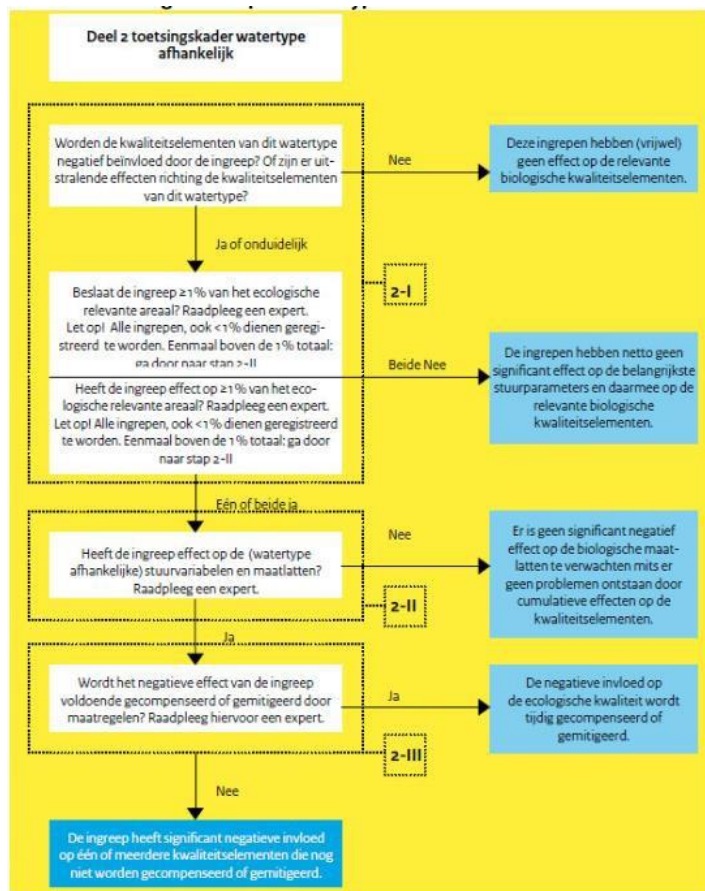 Deel 2 toetsingskader watertype
afhankelijk
Worden de kwaliteitselementen van dit watertype
negatief beïnvloed door de ingreep? Of zijn er uit-
stralende effecten richting de kwaliteitselementen
van dit watertype?
Nee
Deze ingrepen hebben (vrijwel)
geen effect op de relevante
biologische kwaliteitselementen.
Ja of onduidelijk
2-I
Beslaat de ingreep ≥1% van het ecologische
relevante areaal? Raadpleeg een expert.
Let op! Alle ingrepen, ook <1% dienen geregi-
streerd te worden. Eenmaal boven de 1% totaal:
ga door naar stap 2-II
Beide Nee
De ingrepen hebben netto geen
significant effect op de belangrijkste
stuurparameters en daarmee op de
relevante biologische
kwaliteitselementen.
Heeft de ingreep effect op ≥1% van het eco-
logische relevante areaal? Raadpleeg een expert.
Let op! Alle ingrepen, ook <1% dienen geregistreerd
te worden. Eenmaal boven de 1% totaal: ga door
naar stap 2-II
Eén of beide ja
Heeft de ingreep effect op de (watertype
afhankelijke) stuurvariabelen en maatlatten?
Raadpleeg een expert.
Nee
Er is geen significant negatief
effect op de biologische maat-
latten te verwachten mits er
geen problemen ontstaan door
cumulatieve effecten op de
kwaliteitselementen.
2-II
Ja
Wordt het negatieve effect van de ingreep
voldoende gecompenseerd of gemitigeerd door
maatregelen? Raadpleeg hiervoor een expert.
Ja
De negatieve invloed op
de ecologische kwaliteit wordt
tijdig gecompenseerd of
gemitigeerd.
2-III
Nee
De ingreep heeft significant negatieve invloed
op één of meerdere kwaliteitselementen die nog
niet worden gecompenseerd of gemitigeerd.